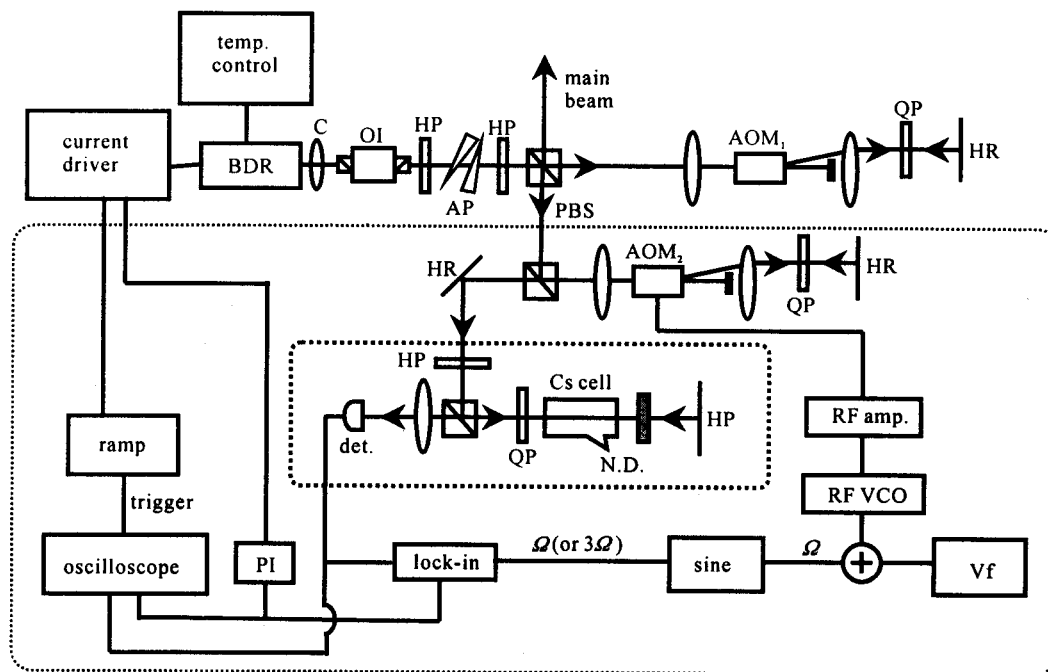 temp.
control
main
beam
current
driver
BDR
C
OI
HP
AP
HP
PBS
AOM₁
QP
HR
HR
AOM₂
QP
HR
HP
Cs cell
HP
det.
QP
N.D.
RF amp.
RF VCO
ramp
trigger
oscilloscope
PI
lock-in
Ω(or 3Ω)
sine
Ω
+
Vf